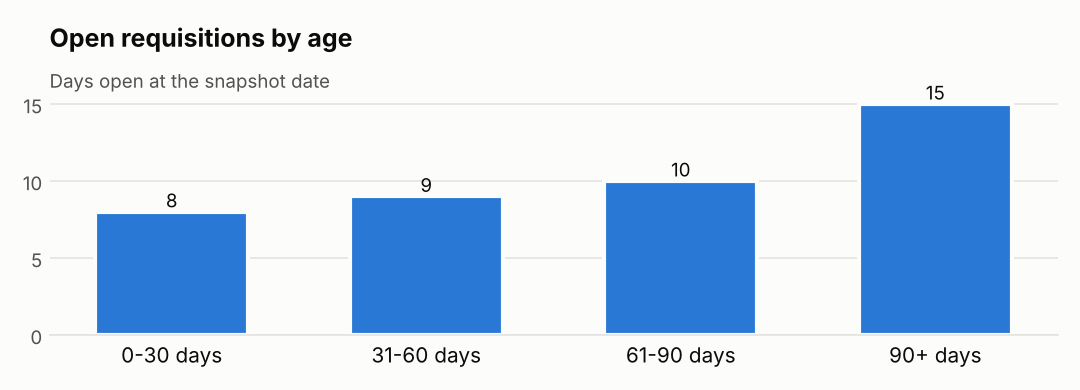 Open requisitions by age
Days open at the snapshot date
15
10
5
0
8
9
10
15
0-30 days
31-60 days
61-90 days
90+ days